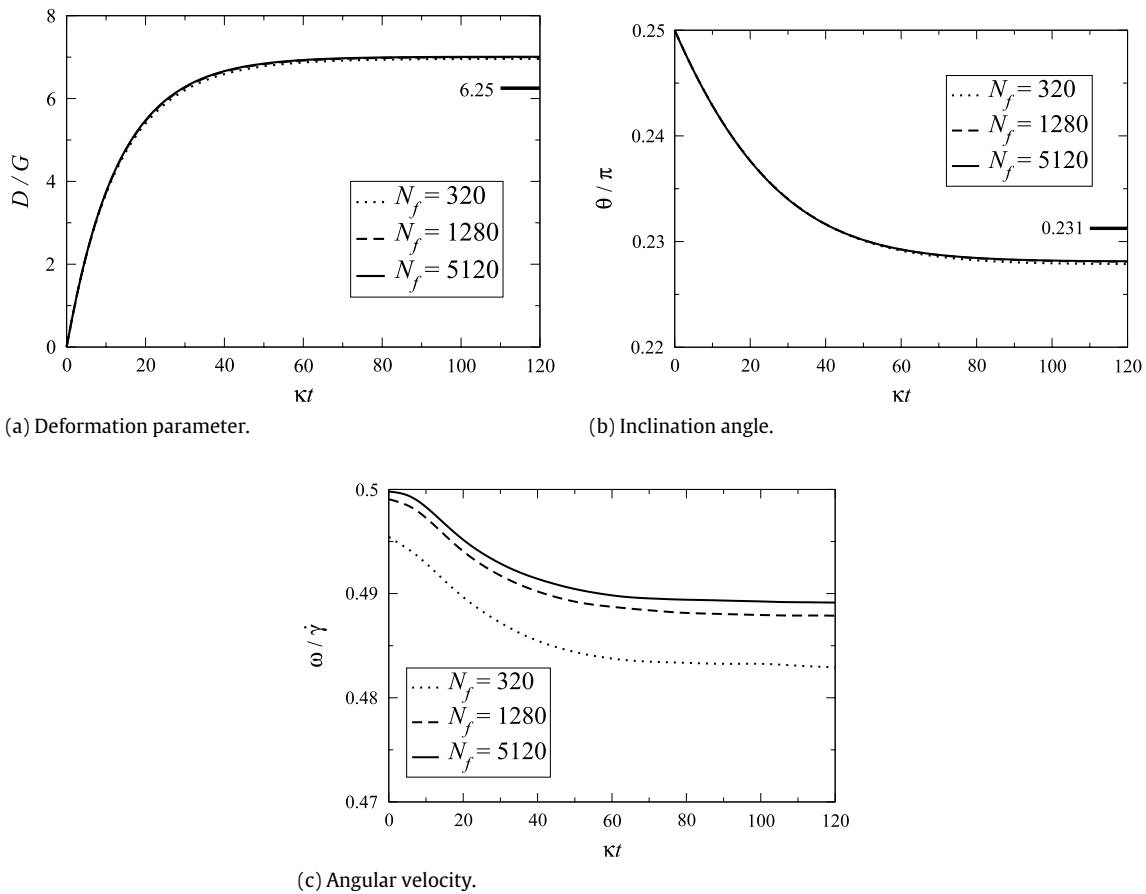 8
6
4
2
0
D / G
6.25
N_f = 320
N_f = 1280
N_f = 5120
0 20 40 60 80 100 120
κt
(a) Deformation parameter.
0.25
0.24
0.23
0.22
θ / π
N_f = 320
N_f = 1280
N_f = 5120
0.231
0 20 40 60 80 100 120
κt
(b) Inclination angle.
0.5
0.49
0.48
0.47
ω / γ̇
N_f = 320
N_f = 1280
N_f = 5120
0 20 40 60 80 100 120
κt
(c) Angular velocity.